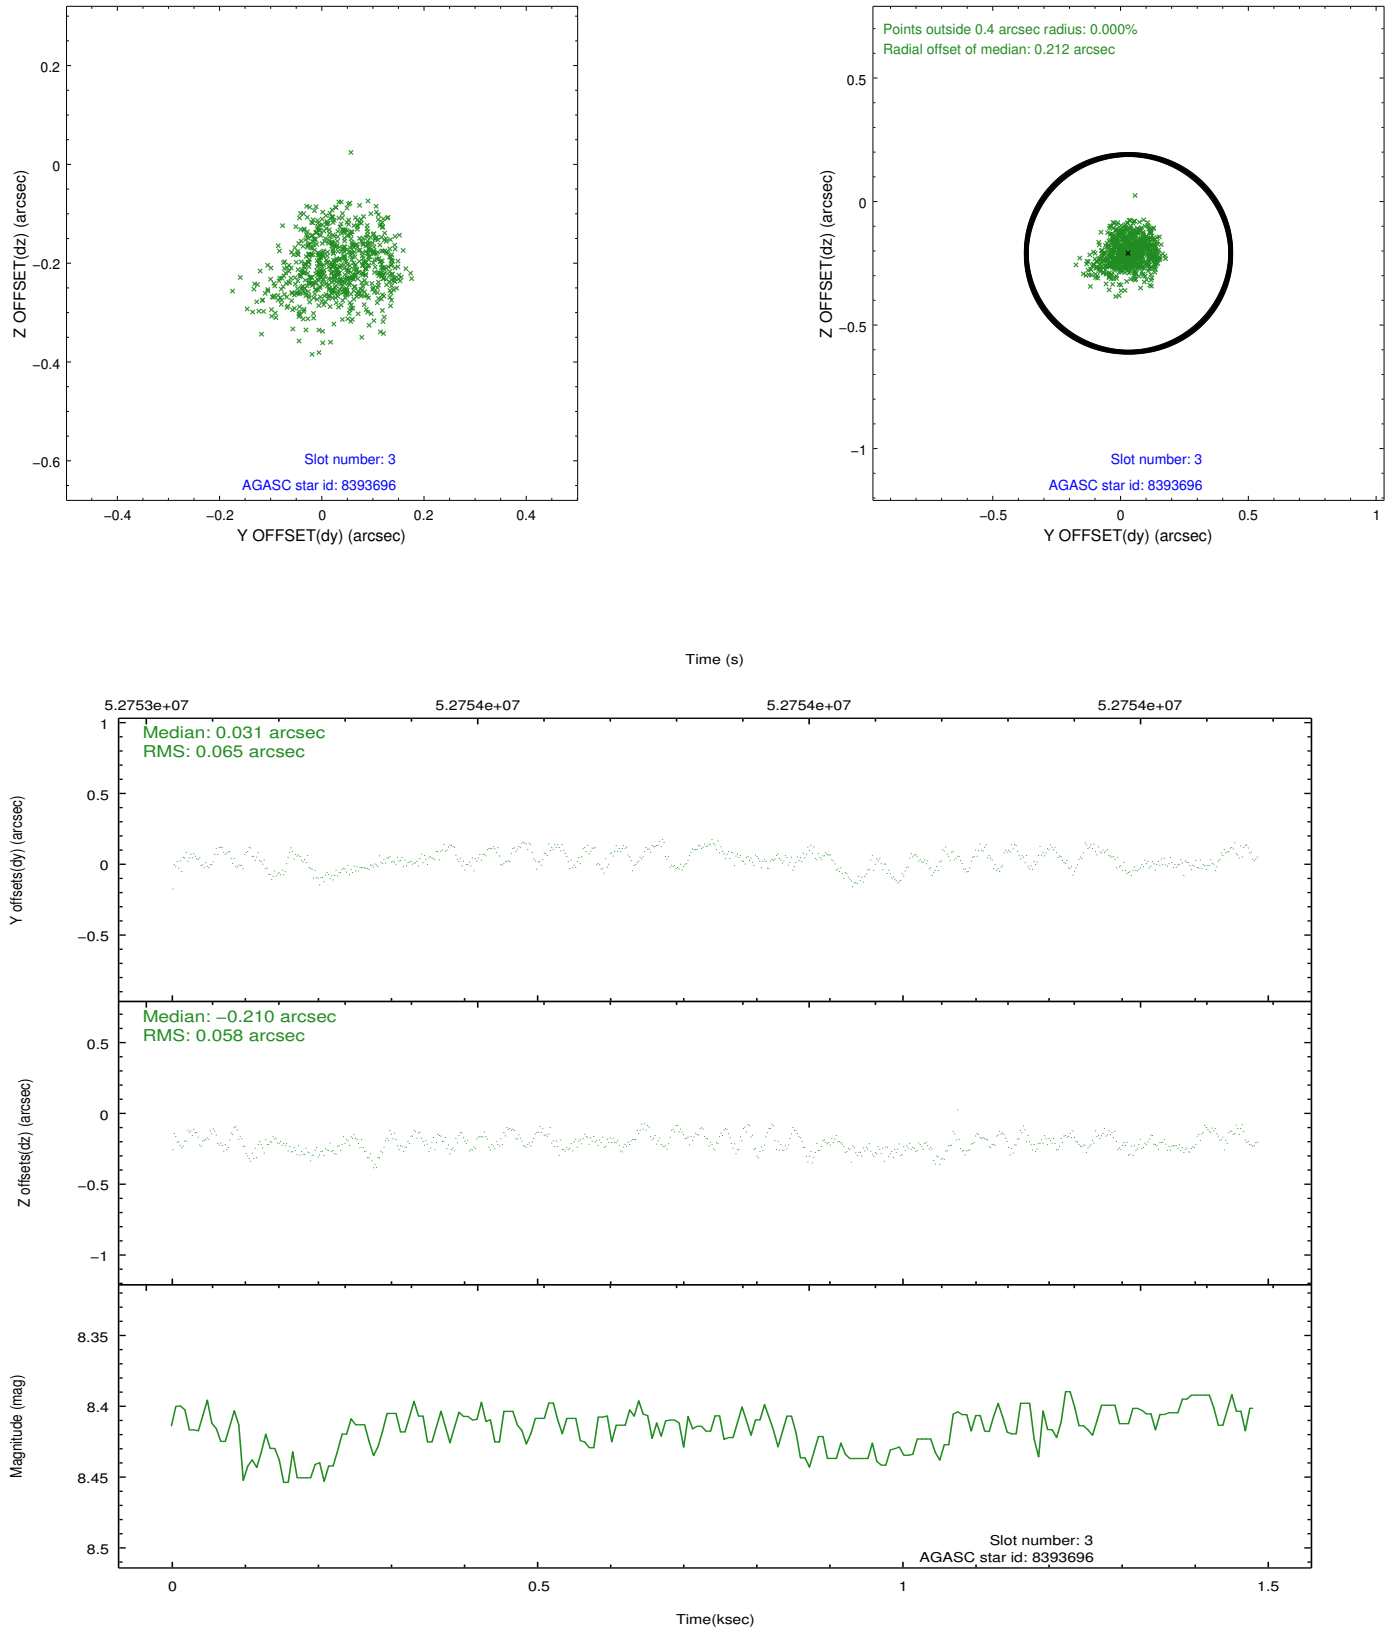 0.2
0
−0.2
−0.4
−0.6
Z OFFSET(dz) (arcsec)
Slot number: 3
AGASC star id: 8393696
−0.4 −0.2 0 0.2 0.4
Y OFFSET(dy) (arcsec)
Points outside 0.4 arcsec radius: 0.000%
Radial offset of median: 0.212 arcsec
0.5
0
−0.5
−1
Z OFFSET(dz) (arcsec)
Slot number: 3
AGASC star id: 8393696
−0.5 0 0.5 1
Y OFFSET(dy) (arcsec)
Time (s)
5.2753e+07 5.2754e+07 5.2754e+07 5.2754e+07
Median: 0.031 arcsec
RMS: 0.065 arcsec
1
0.5
0
−0.5
Y offsets(dy) (arcsec)
Median: −0.210 arcsec
RMS: 0.058 arcsec
0.5
0
−0.5
−1
Z offsets(dz) (arcsec)
8.35
8.4
8.45
8.5
Magnitude (mag)
Slot number: 3
AGASC star id: 8393696
0 0.5 1 1.5
Time(ksec)